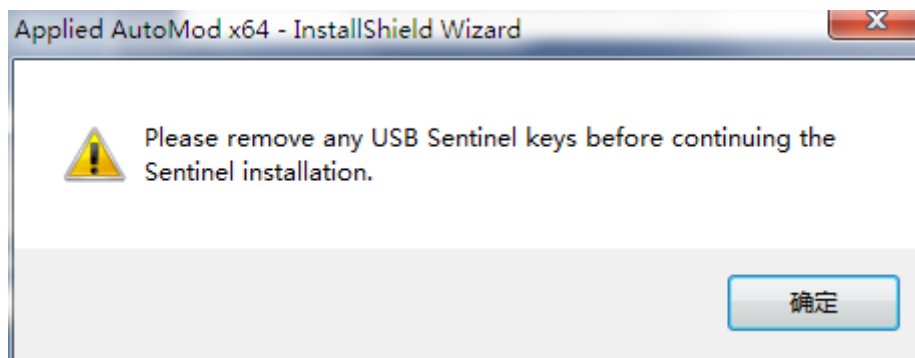 Applied AutoMod x64 - InstallShield Wizard
Please remove any USB Sentinel keys before continuing the
Sentinel installation.
确定